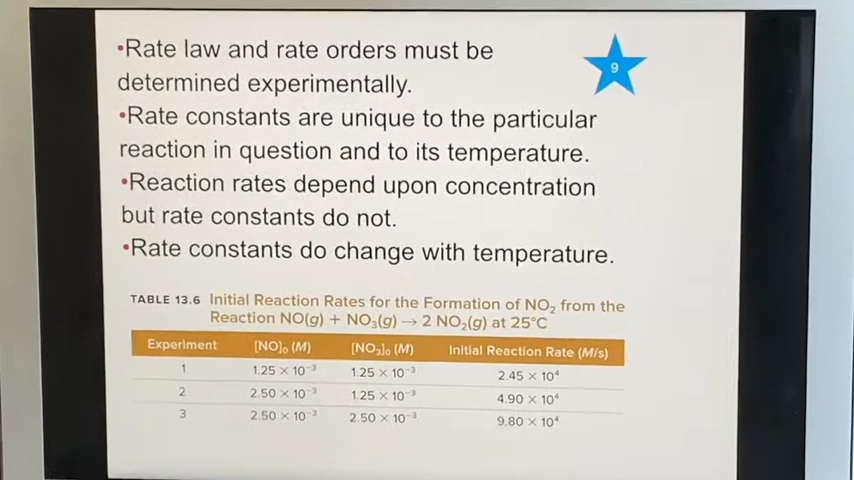 •Rate law and rate orders must be
determined experimentally.
9
•Rate constants are unique to the particular
reaction in question and to its temperature.
•Reaction rates depend upon concentration
but rate constants do not.
•Rate constants do change with temperature.
TABLE 13.6 Initial Reaction Rates for the Formation of NO₂ from the
Reaction NO(g) + NO₃(g) → 2 NO₂(g) at 25°C
Experiment [NO]₀ (M) [NO₃]₀ (M) Initial Reaction Rate (M/s)
1 1.25 × 10⁻³ 1.25 × 10⁻³ 2.45 × 10⁴
2 2.50 × 10⁻³ 1.25 × 10⁻³ 4.90 × 10⁴
3 2.50 × 10⁻³ 2.50 × 10⁻³ 9.80 × 10⁴